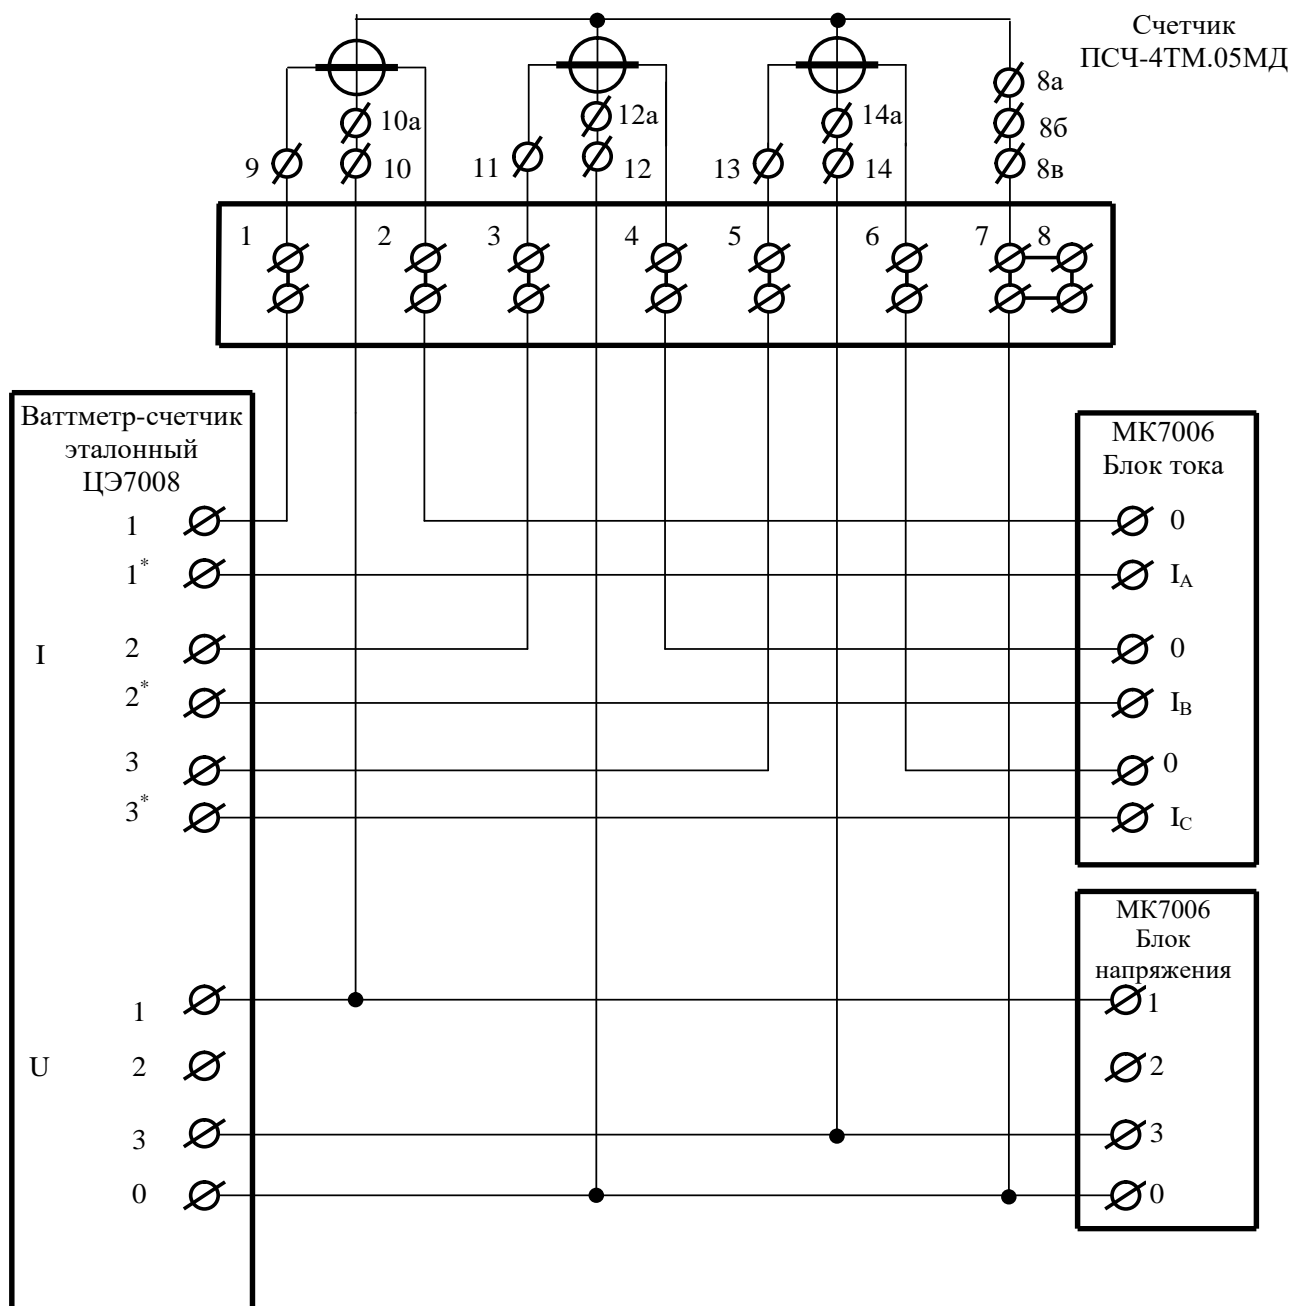 Счетчик
ПСЧ-4ТМ.05МД
8а
10а
12а
14а
8б
9
10
11
12
13
14
8в
1
2
3
4
5
6
7
8
Ваттметр-счетчик
эталонный
ЦЭ7008
МК7006
Блок тока
1
0
1*
IA
I
2
0
2*
IB
3
0
3*
IC
МК7006
Блок
напряжения
1
1
U
2
2
3
3
0
0